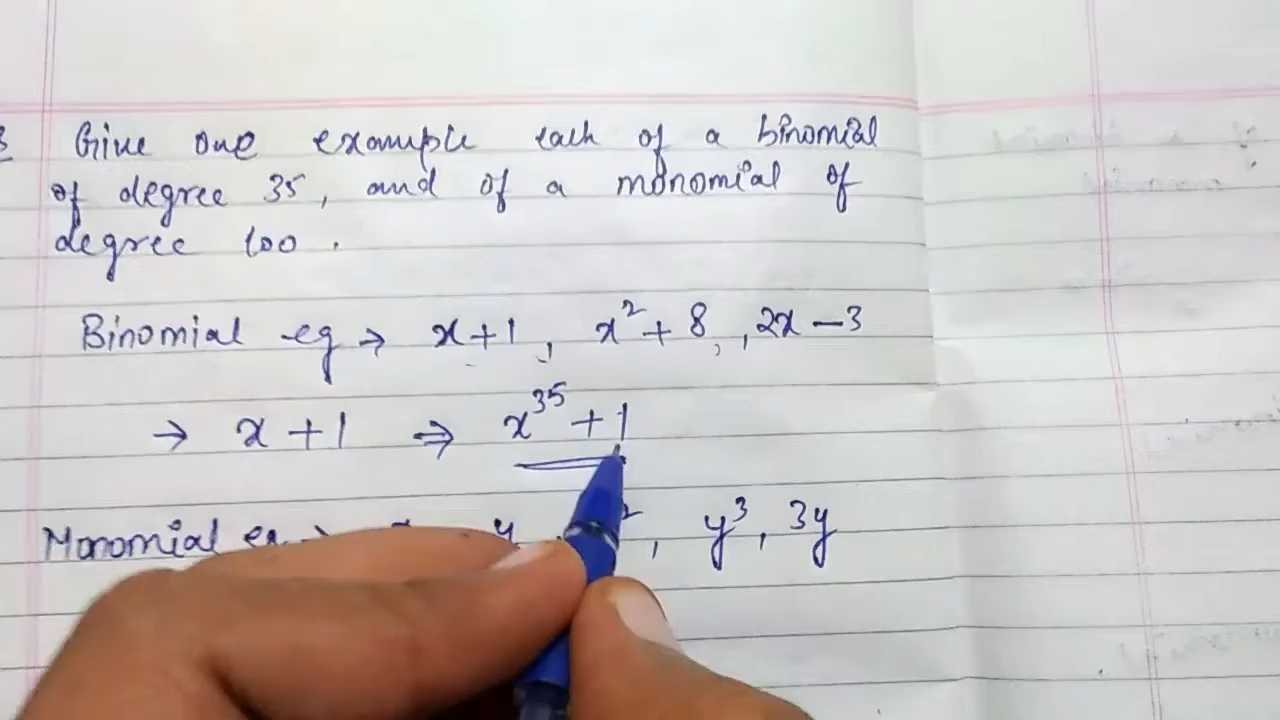 Give one example each of a binomial
of degree 35, and of a monomial of
degree 100.
Binomial eg → x+1, x²+8, 2x-3
→ x+1 ⇒ x³⁵+1
Monomial eg → y, y³, 3y